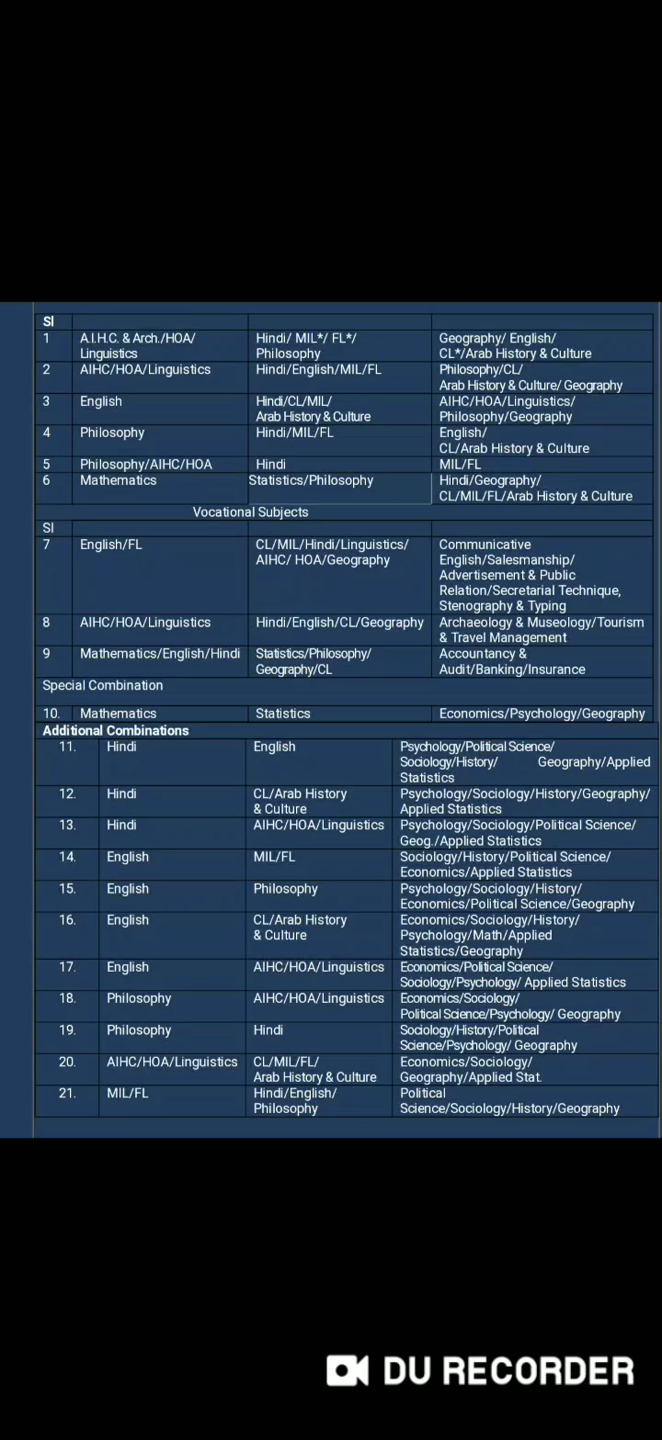 Sl
1 A.I.H.C. & Arch./HOA/ Hindi/ MIL*/ FL*/ Geography/ English/
Linguistics Philosophy CL*/Arab History & Culture
2 AIHC/HOA/Linguistics Hindi/English/MIL/FL Philosophy/CL/
Arab History & Culture/ Geography
3 English Hindi/CL/MIL/ AIHC/HOA/Linguistics/
Arab History & Culture Philosophy/Geography
4 Philosophy Hindi/MIL/FL English/
CL/Arab History & Culture
5 Philosophy/AIHC/HOA Hindi MIL/FL
6 Mathematics Statistics/Philosophy Hindi/Geography/
CL/MIL/FL/Arab History & Culture
Vocational Subjects
Sl
7 English/FL CL/MIL/Hindi/Linguistics/ Communicative
AIHC/ HOA/Geography English/Salesmanship/
Advertisement & Public
Relation/Secretarial Technique,
Stenography & Typing
8 AIHC/HOA/Linguistics Hindi/English/CL/Geography Archaeology & Museology/Tourism
& Travel Management
9 Mathematics/English/Hindi Statistics/Philosophy/ Accountancy &
Geography/CL Audit/Banking/Insurance
Special Combination
10. Mathematics Statistics Economics/Psychology/Geography
Additional Combinations
11. Hindi English Psychology/Political Science/
Sociology/History/ Geography/Applied
Statistics
12. Hindi CL/Arab History Psychology/Sociology/History/Geography/
& Culture Applied Statistics
13. Hindi AIHC/HOA/Linguistics Psychology/Sociology/Political Science/
Geog./Applied Statistics
14. English MIL/FL Sociology/History/Political Science/
Economics/Applied Statistics
15. English Philosophy Psychology/Sociology/History/
Economics/Political Science/Geography
16. English CL/Arab History Economics/Sociology/History/
& Culture Psychology/Math/Applied
Statistics/Geography
17. English AIHC/HOA/Linguistics Economics/Political Science/
Sociology/Psychology/ Applied Statistics
18. Philosophy AIHC/HOA/Linguistics Economics/Sociology/
Political Science/Psychology/ Geography
19. Philosophy Hindi Sociology/History/Political
Science/Psychology/ Geography
20. AIHC/HOA/Linguistics CL/MIL/FL/ Economics/Sociology/
Arab History & Culture Geography/Applied Stat.
21. MIL/FL Hindi/English/ Political
Philosophy Science/Sociology/History/Geography
DU RECORDER